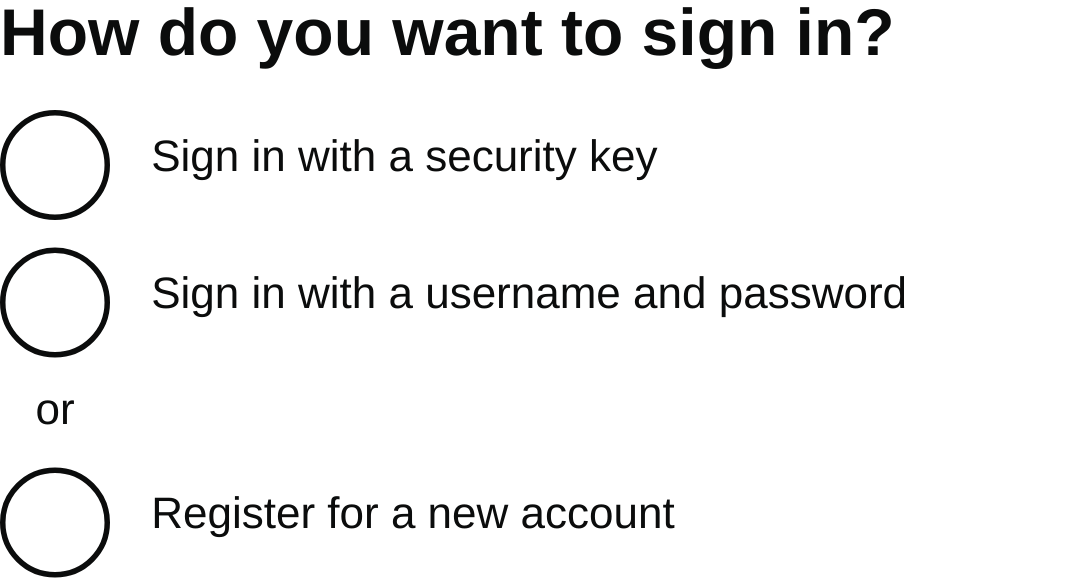 How do you want to sign in?
Sign in with a security key
Sign in with a username and password
or
Register for a new account